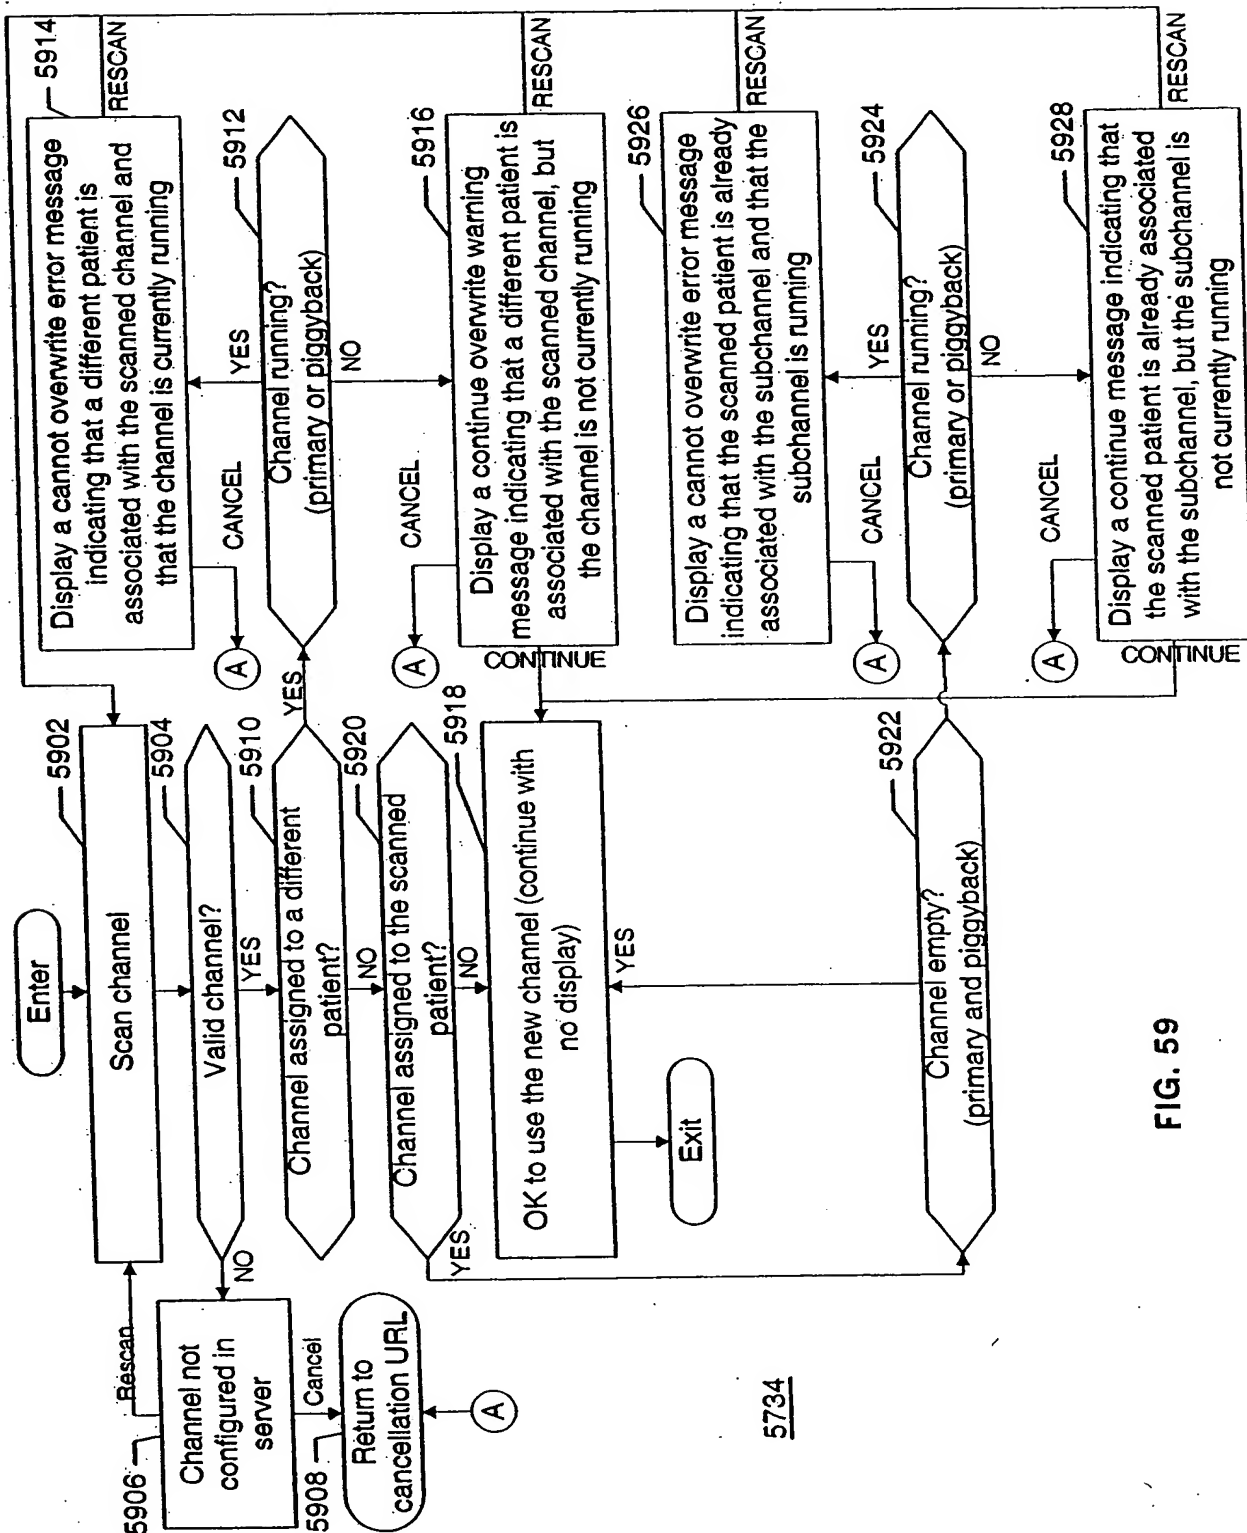 Enter
5902
Scan channel
5904
Valid channel?
YES
NO
5906
Channel not
configured in
server
Rescan
Cancel
5908
Return to
cancellation URL
A
5910
Channel assigned to a different
patient?
YES
NO
5920
Channel assigned to the scanned
patient?
YES
NO
5918
OK to use the new channel (continue with
no display)
YES
Exit
5922
Channel empty?
(primary and piggyback)
5914
Display a cannot overwrite error message
indicating that a different patient is
associated with the scanned channel and
that the channel is currently running
RESCAN
CANCEL
A
5912
Channel running?
(primary or piggyback)
YES
NO
5916
Display a continue overwrite warning
message indicating that a different patient is
associated with the scanned channel, but
the channel is not currently running
RESCAN
CANCEL
A
CONTINUE
5926
Display a cannot overwrite error message
indicating that the scanned patient is already
associated with the subchannel and that the
subchannel is running
RESCAN
CANCEL
A
5924
Channel running?
(primary or piggyback)
YES
NO
5928
Display a continue message indicating that
the scanned patient is already associated
with the subchannel, but the subchannel is
not currently running
RESCAN
CANCEL
A
CONTINUE
5734
FIG. 59